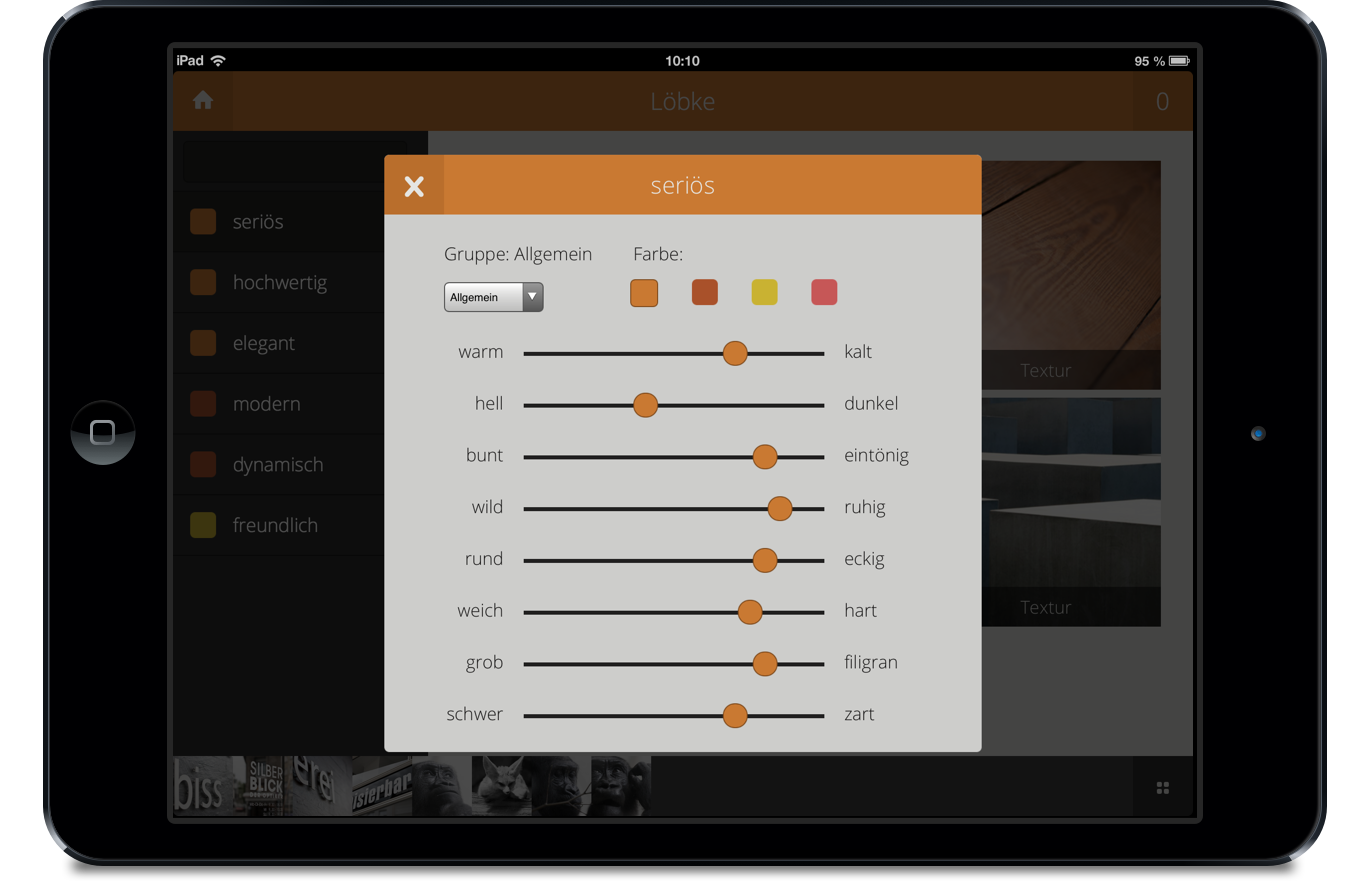 iPad 10:10 95 %
Löbke 0
seriös
seriös
hochwertig
elegant
modern
dynamisch
freundlich
Gruppe: Allgemein Farbe:
Allgemein
warm kalt
hell dunkel
bunt eintönig
wild ruhig
rund eckig
weich hart
grob filigran
schwer zart
Textur
Textur
biss
SILBER
BLICK
erei
isterbar